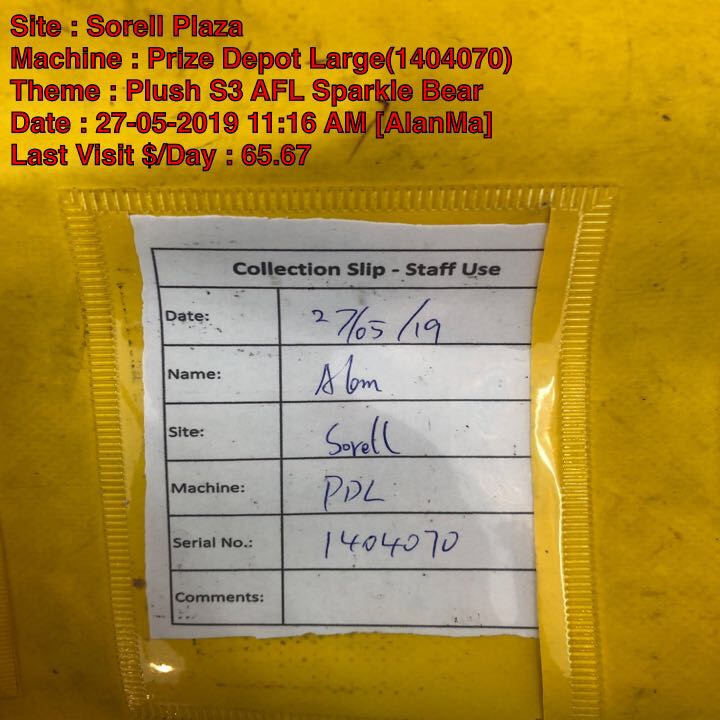 Site : Sorell Plaza
Machine : Prize Depot Large(1404070)
Theme : Plush S3 AFL Sparkle Bear
Date : 27-05-2019 11:16 AM [AlanMa]
Last Visit $/Day : 65.67
Collection Slip - Staff Use
Date: 27/05/19
Name: Alan
Site: Sorell
Machine: PDL
Serial No.: 1404070
Comments: